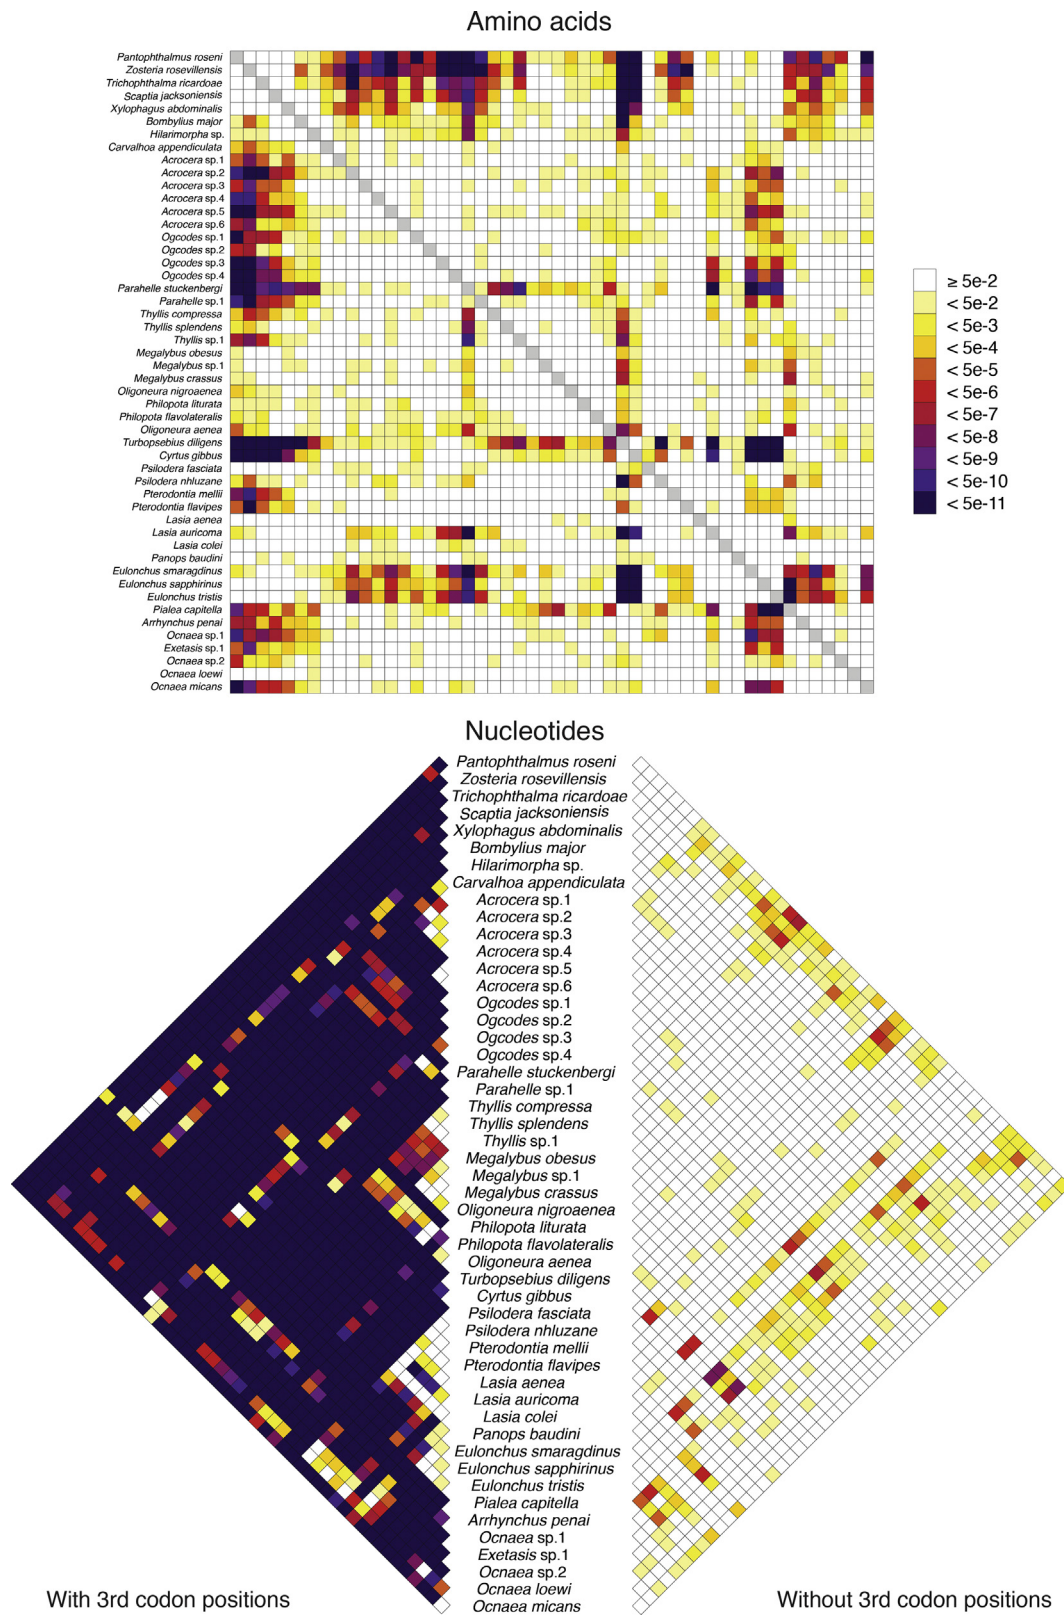 Amino acids
Pantophthalmus roseni
Zosteria rosevillensis
Trichophthalma ricardoae
Scaptia jacksoniensis
Xylophagus abdominalis
Bombylius major
Hilarimorpha sp.
Carvalhoa appendiculata
Acrocera sp.1
Acrocera sp.2
Acrocera sp.3
Acrocera sp.4
Acrocera sp.5
Acrocera sp.6
Ogcodes sp.1
Ogcodes sp.2
Ogcodes sp.3
Ogcodes sp.4
Parahelle stuckenbergi
Parahelle sp.1
Thyllis compressa
Thyllis splendens
Thyllis sp.1
Megalybus obesus
Megalybus sp.1
Megalybus crassus
Oligoneura nigroaenea
Philopota liturata
Philopota flavolateralis
Oligoneura aenea
Turbopsebius diligens
Cyrtus gibbus
Psilodera fasciata
Psilodera nhluzane
Pterodontia mellii
Pterodontia flavipes
Lasia aenea
Lasia auricoma
Lasia colei
Panops baudini
Eulonchus smaragdinus
Eulonchus sapphirinus
Eulonchus tristis
Pialea capitella
Arrhynchus penai
Ocnaea sp.1
Exetasis sp.1
Ocnaea sp.2
Ocnaea loewi
Ocnaea micans
≥ 5e-2
< 5e-2
< 5e-3
< 5e-4
< 5e-5
< 5e-6
< 5e-7
< 5e-8
< 5e-9
< 5e-10
< 5e-11
Nucleotides
Pantophthalmus roseni
Zosteria rosevillensis
Trichophthalma ricardoae
Scaptia jacksoniensis
Xylophagus abdominalis
Bombylius major
Hilarimorpha sp.
Carvalhoa appendiculata
Acrocera sp.1
Acrocera sp.2
Acrocera sp.3
Acrocera sp.4
Acrocera sp.5
Acrocera sp.6
Ogcodes sp.1
Ogcodes sp.2
Ogcodes sp.3
Ogcodes sp.4
Parahelle stuckenbergi
Parahelle sp.1
Thyllis compressa
Thyllis splendens
Thyllis sp.1
Megalybus obesus
Megalybus sp.1
Megalybus crassus
Oligoneura nigroaenea
Philopota liturata
Philopota flavolateralis
Oligoneura aenea
Turbopsebius diligens
Cyrtus gibbus
Psilodera fasciata
Psilodera nhluzane
Pterodontia mellii
Pterodontia flavipes
Lasia aenea
Lasia auricoma
Lasia colei
Panops baudini
Eulonchus smaragdinus
Eulonchus sapphirinus
Eulonchus tristis
Pialea capitella
Arrhynchus penai
Ocnaea sp.1
Exetasis sp.1
Ocnaea sp.2
Ocnaea loewi
Ocnaea micans
With 3rd codon positions
Without 3rd codon positions